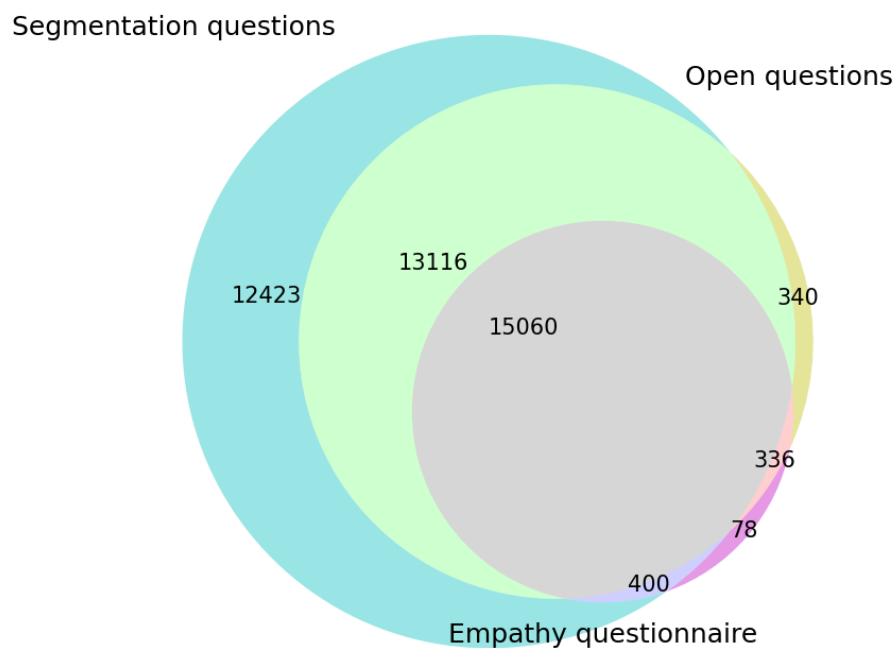 Segmentation questions
Open questions
13116
12423
340
15060
336
78
400
Empathy questionnaire